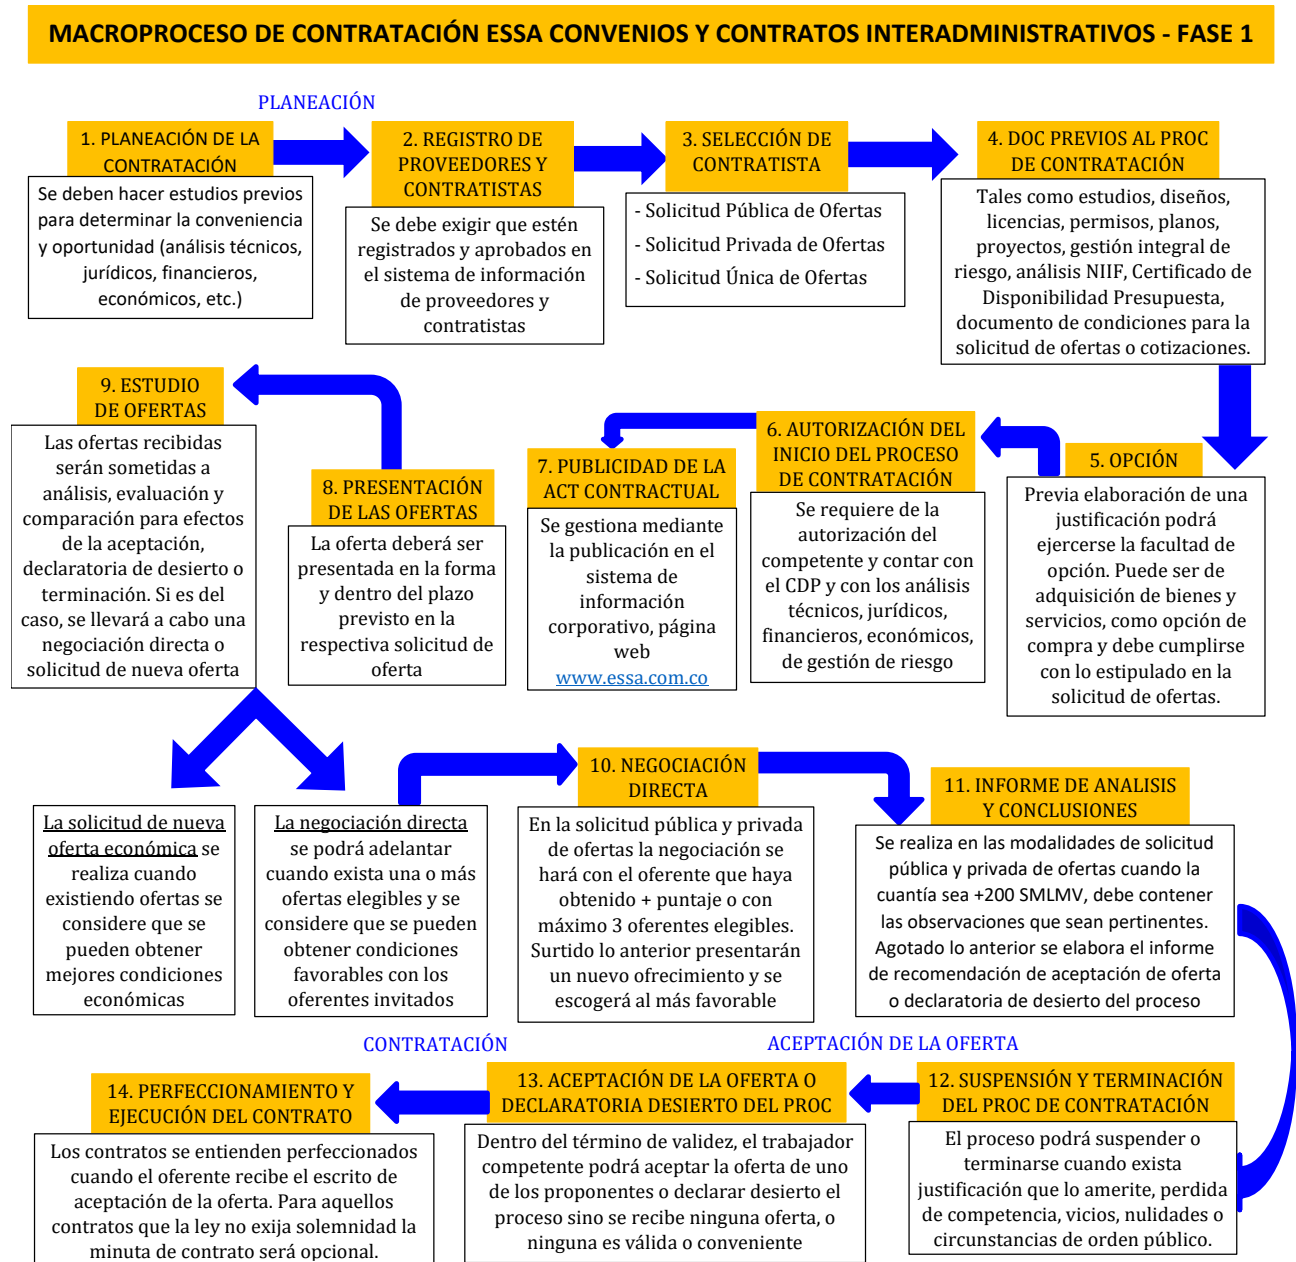 MACROPROCESO DE CONTRATACIÓN ESSA CONVENIOS Y CONTRATOS INTERADMINISTRATIVOS - FASE 1
PLANEACIÓN
1. PLANEACIÓN DE LA
CONTRATACIÓN
Se deben hacer estudios previos
para determinar la conveniencia
y oportunidad (análisis técnicos,
jurídicos, financieros,
económicos, etc.)
2. REGISTRO DE
PROVEEDORES Y
CONTRATISTAS
Se debe exigir que estén
registrados y aprobados en
el sistema de información
de proveedores y
contratistas
3. SELECCIÓN DE
CONTRATISTA
- Solicitud Pública de Ofertas
- Solicitud Privada de Ofertas
- Solicitud Única de Ofertas
4. DOC PREVIOS AL PROC
DE CONTRATACIÓN
Tales como estudios, diseños,
licencias, permisos, planos,
proyectos, gestión integral de
riesgo, análisis NIIF, Certificado de
Disponibilidad Presupuesta,
documento de condiciones para la
solicitud de ofertas o cotizaciones.
5. OPCIÓN
Previa elaboración de una
justificación podrá
ejercerse la facultad de
opción. Puede ser de
adquisición de bienes y
servicios, como opción de
compra y debe cumplirse
con lo estipulado en la
solicitud de ofertas.
6. AUTORIZACIÓN DEL
INICIO DEL PROCESO
DE CONTRATACIÓN
Se requiere de la
autorización del
competente y contar con
el CDP y con los análisis
técnicos, jurídicos,
financieros, económicos,
de gestión de riesgo
7. PUBLICIDAD DE LA
ACT CONTRACTUAL
Se gestiona mediante
la publicación en el
sistema de
información
corporativo, página
web
www.essa.com.co
8. PRESENTACIÓN
DE LAS OFERTAS
La oferta deberá ser
presentada en la forma
y dentro del plazo
previsto en la
respectiva solicitud de
oferta
9. ESTUDIO
DE OFERTAS
Las ofertas recibidas
serán sometidas a
análisis, evaluación y
comparación para efectos
de la aceptación,
declaratoria de desierto o
terminación. Si es del
caso, se llevará a cabo una
negociación directa o
solicitud de nueva oferta
La solicitud de nueva
oferta económica se
realiza cuando
existiendo ofertas se
considere que se
pueden obtener
mejores condiciones
económicas
La negociación directa
se podrá adelantar
cuando exista una o más
ofertas elegibles y se
considere que se pueden
obtener condiciones
favorables con los
oferentes invitados
10. NEGOCIACIÓN
DIRECTA
En la solicitud pública y privada
de ofertas la negociación se
hará con el oferente que haya
obtenido + puntaje o con
máximo 3 oferentes elegibles.
Surtido lo anterior presentarán
un nuevo ofrecimiento y se
escogerá al más favorable
11. INFORME DE ANALISIS
Y CONCLUSIONES
Se realiza en las modalidades de solicitud
pública y privada de ofertas cuando la
cuantía sea +200 SMLMV, debe contener
las observaciones que sean pertinentes.
Agotado lo anterior se elabora el informe
de recomendación de aceptación de oferta
o declaratoria de desierto del proceso
CONTRATACIÓN
ACEPTACIÓN DE LA OFERTA
12. SUSPENSIÓN Y TERMINACIÓN
DEL PROC DE CONTRATACIÓN
El proceso podrá suspender o
terminarse cuando exista
justificación que lo amerite, perdida
de competencia, vicios, nulidades o
circunstancias de orden público.
13. ACEPTACIÓN DE LA OFERTA O
DECLARATORIA DESIERTO DEL PROC
Dentro del término de validez, el trabajador
competente podrá aceptar la oferta de uno
de los proponentes o declarar desierto el
proceso sino se recibe ninguna oferta, o
ninguna es válida o conveniente
14. PERFECCIONAMIENTO Y
EJECUCIÓN DEL CONTRATO
Los contratos se entienden perfeccionados
cuando el oferente recibe el escrito de
aceptación de la oferta. Para aquellos
contratos que la ley no exija solemnidad la
minuta de contrato será opcional.